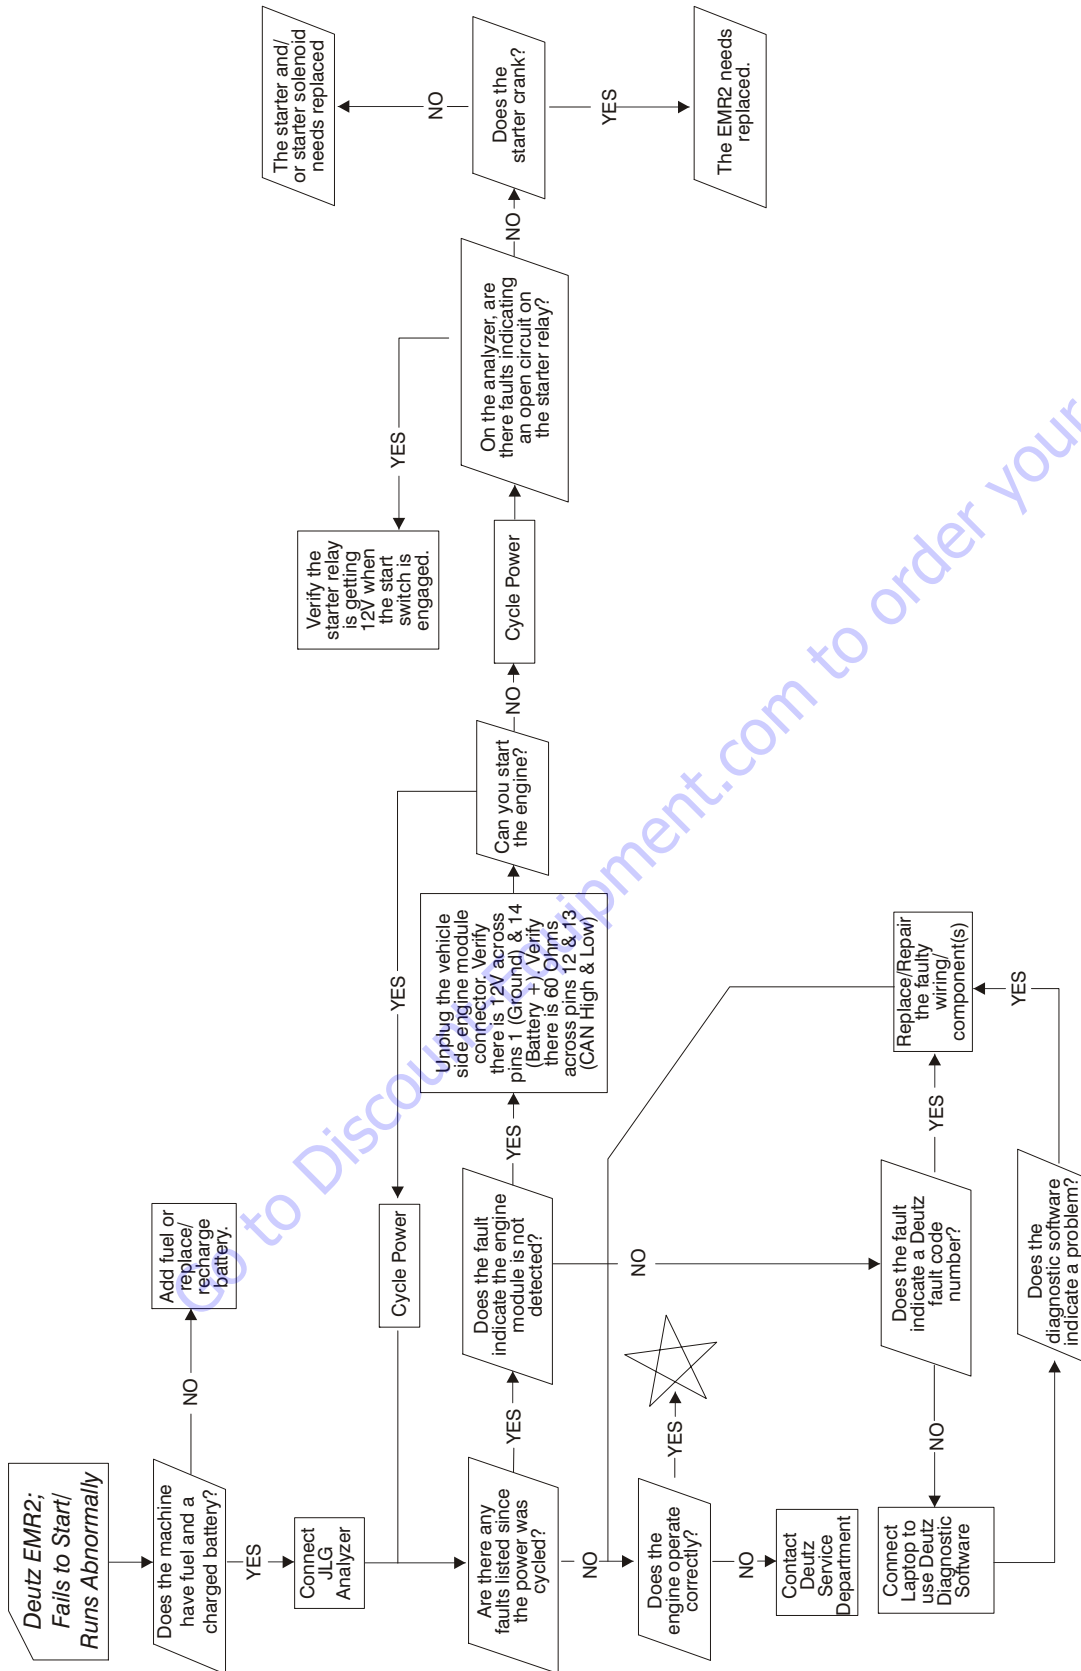 Deutz EMR2;
Fails to Start/
Runs Abnormally
Does the machine
have fuel and a
charged battery?
NO
Add fuel or
replace/
recharge
battery.
YES
Connect
JLG
Analyzer
Cycle Power
Are there any
faults listed since
the power was
cycled?
YES
Does the fault
indicate the engine
module is not
detected?
YES
Unplug the vehicle
side engine module
connector. Verify
there is 12V across
pins 1 (Ground) & 14
(Battery +). Verify
there is 60 Ohms
across pins 12 & 13
(CAN High & Low)
Can you start
the engine?
YES
NO
Cycle Power
On the analyzer, are
there faults indicating
an open circuit on
the starter relay?
YES
Verify the
starter relay
is getting
12V when
the start
switch is
engaged.
NO
Does the
starter crank?
NO
The starter and/
or starter solenoid
needs replaced
YES
The EMR2 needs
replaced.
NO
NO
Does the
engine operate
correctly?
YES
NO
Contact
Deutz
Service
Department
Does the fault
indicate a Deutz
fault code
number?
YES
Replace/Repair
the faulty
wiring/
component(s)
NO
Connect
Laptop to
use Deutz
Diagnostic
Software
Does the
diagnostic software
indicate a problem?
YES
Go to Discount-Equipment.com to order your